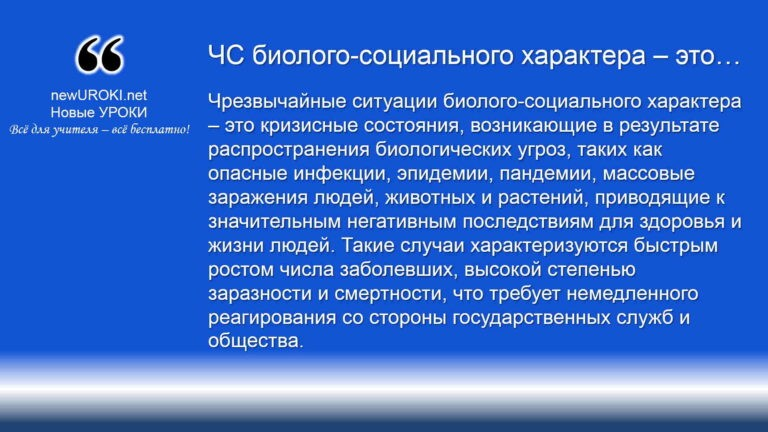 ❝
newUROKI.net
Новые УРОКИ
Всё для учителя – всё бесплатно!
ЧС биолого-социального характера – это…
Чрезвычайные ситуации биолого-социального характера
– это кризисные состояния, возникающие в результате
распространения биологических угроз, таких как
опасные инфекции, эпидемии, пандемии, массовые
заражения людей, животных и растений, приводящие к
значительным негативным последствиям для здоровья и
жизни людей. Такие случаи характеризуются быстрым
ростом числа заболевших, высокой степенью
заразности и смертности, что требует немедленного
реагирования со стороны государственных служб и
общества.